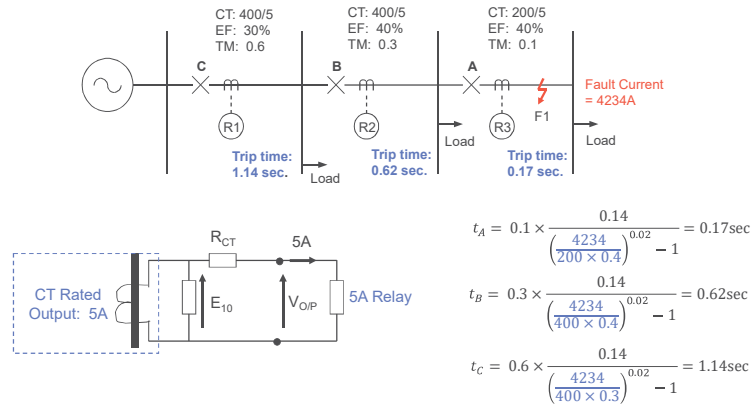 CT: 400/5
EF: 30%
TM: 0.6
CT: 400/5
EF: 40%
TM: 0.3
CT: 200/5
EF: 40%
TM: 0.1
C
B
A
Fault Current
= 4234A
R1
R2
R3
F1
Trip time:
1.14 sec.
Load
Trip time:
0.62 sec.
Load
Trip time:
0.17 sec.
Load
CT Rated
Output: 5A
R_CT
5A
E_10
V_O/P
5A Relay
t_A = 0.1 × 0.14 / ((4234 / (200 × 0.4))^0.02 − 1) = 0.17sec
t_B = 0.3 × 0.14 / ((4234 / (400 × 0.4))^0.02 − 1) = 0.62sec
t_C = 0.6 × 0.14 / ((4234 / (400 × 0.3))^0.02 − 1) = 1.14sec